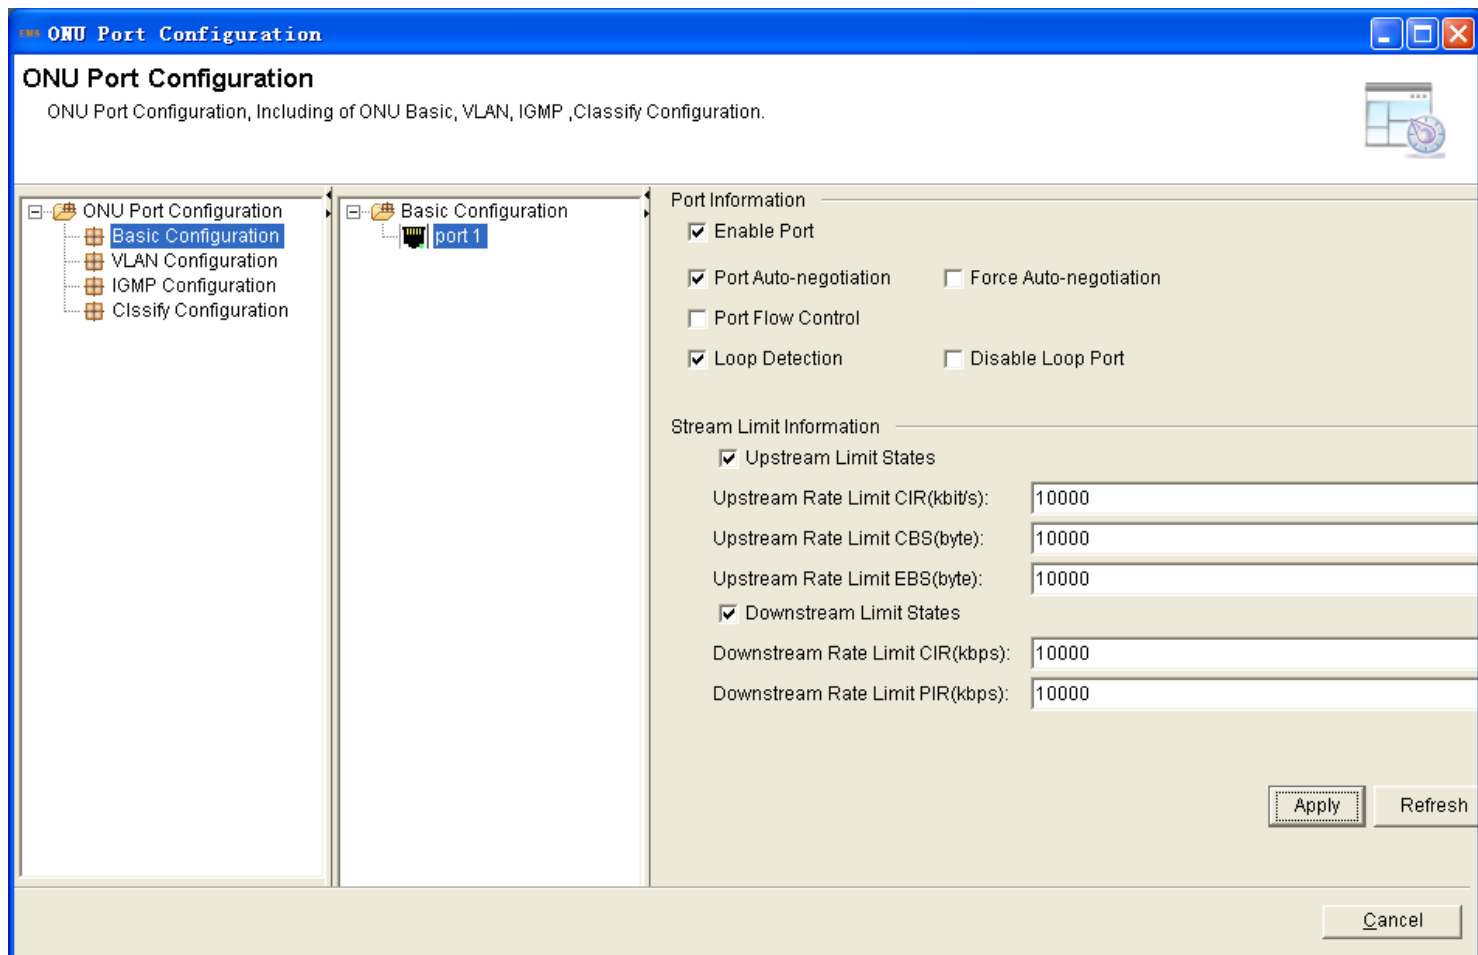 EMS ONU Port Configuration
ONU Port Configuration
ONU Port Configuration, Including of ONU Basic, VLAN, IGMP ,Classify Configuration.
ONU Port Configuration
Basic Configuration
VLAN Configuration
IGMP Configuration
Clssify Configuration
Basic Configuration
port 1
Port Information
Enable Port
Port Auto-negotiation Force Auto-negotiation
Port Flow Control
Loop Detection Disable Loop Port
Stream Limit Information
Upstream Limit States
Upstream Rate Limit CIR(kbit/s): 10000
Upstream Rate Limit CBS(byte): 10000
Upstream Rate Limit EBS(byte): 10000
Downstream Limit States
Downstream Rate Limit CIR(kbps): 10000
Downstream Rate Limit PIR(kbps): 10000
Apply Refresh
Cancel